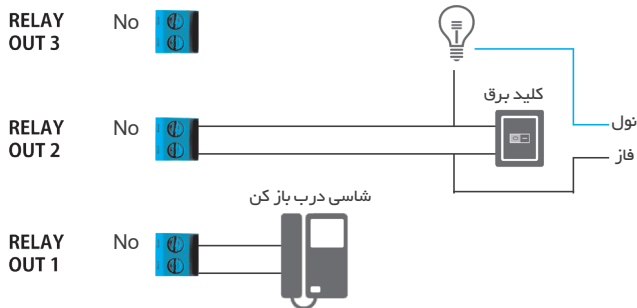 RELAY
OUT 3
No
کلید برق
نول
فاز
RELAY
OUT 2
No
شاسی درب باز کن
RELAY
OUT 1
No